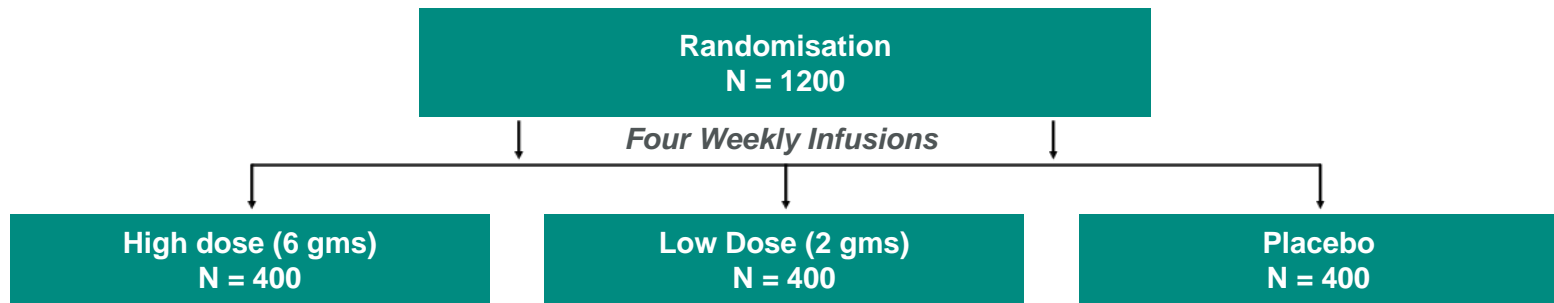 Randomisation
N = 1200
Four Weekly Infusions
High dose (6 gms)
N = 400
Low Dose (2 gms)
N = 400
Placebo
N = 400